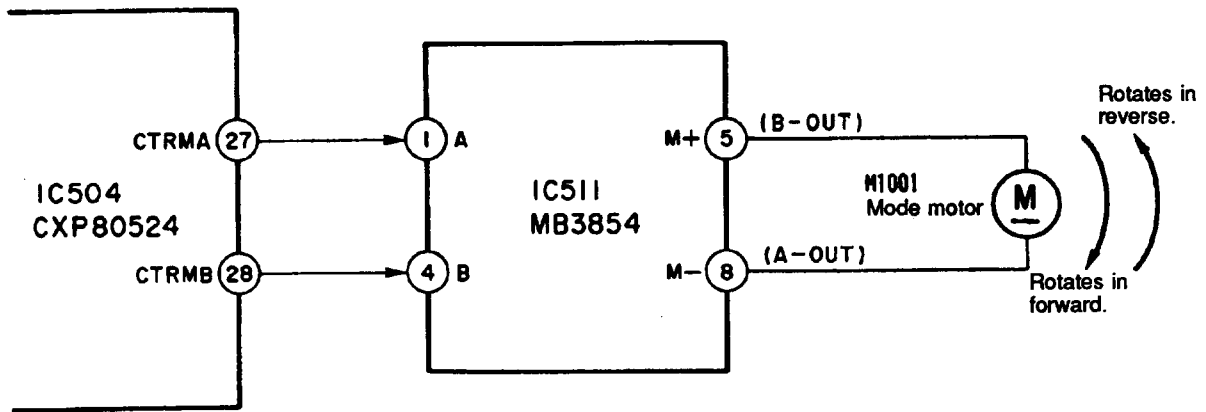 IC504
CXP80524
CTRMA 27
CTRMB 28
1 A
4 B
IC511
MB3854
M+ 5
M− 8
(B-OUT)
(A-OUT)
M1001
Mode motor
M
Rotates in
reverse.
Rotates in
forward.